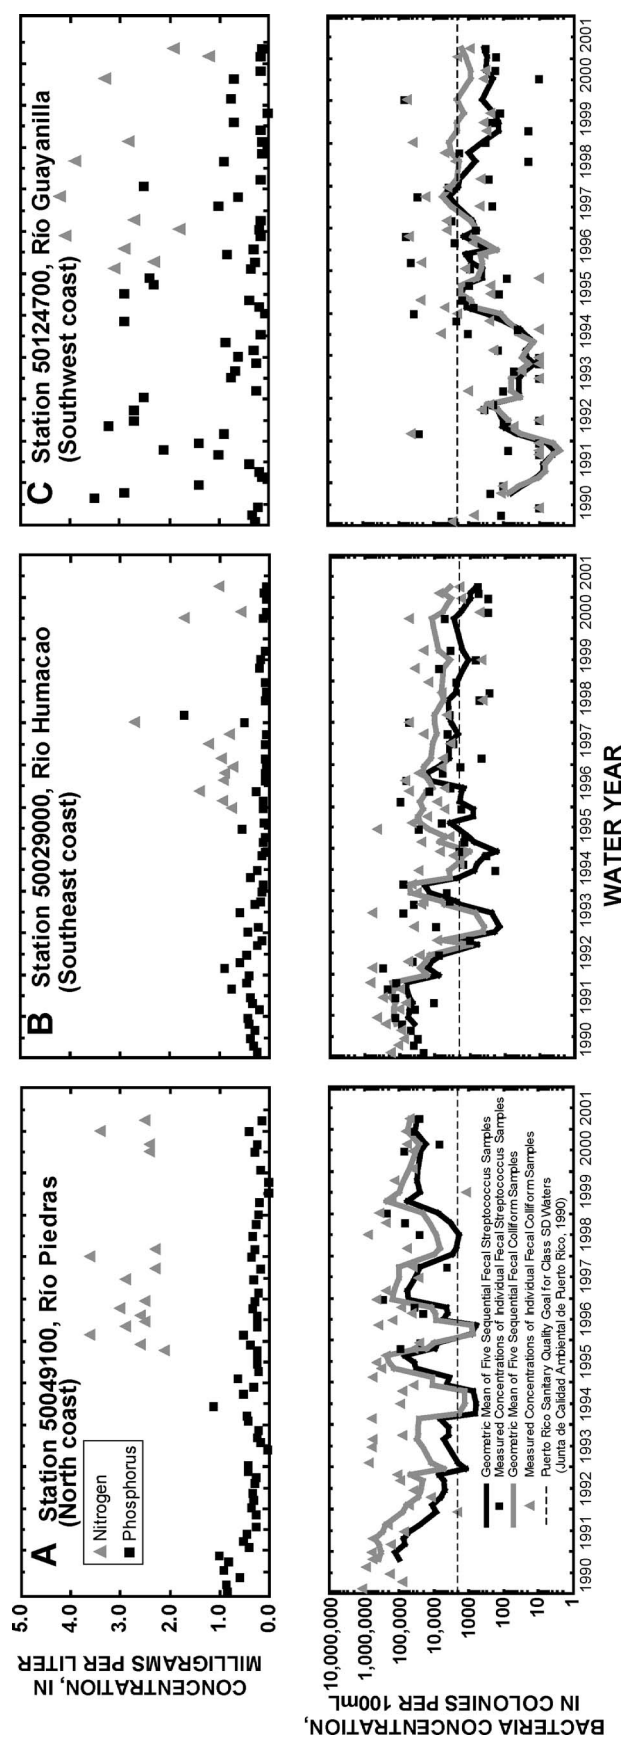 A Station 50049100, Río Piedras
(North coast)
Nitrogen
Phosphorus
B Station 50029000, Río Humacao
(Southeast coast)
C Station 50124700, Río Guayanilla
(Southwest coast)
CONCENTRATION, IN
MILLIGRAMS PER LITER
5.0
4.0
3.0
2.0
1.0
0.0
BACTERIA CONCENTRATION,
IN COLONIES PER 100mL
10,000,000
1,000,000
100,000
10,000
1000
100
10
1
Geometric Mean of Five Sequential Fecal Streptococcus Samples
Measured Concentrations of Individual Fecal Streptococcus Samples
Geometric Mean of Five Sequential Fecal Coliform Samples
Measured Concentrations of Individual Fecal Coliform Samples
Puerto Rico Sanitary Quality Goal for Class SD Waters
(Junta de Calidad Ambiental de Puerto Rico, 1990)
1990 1991 1992 1993 1994 1995 1996 1997 1998 1999 2000 2001
1990 1991 1992 1993 1994 1995 1996 1997 1998 1999 2000 2001
1990 1991 1992 1993 1994 1995 1996 1997 1998 1999 2000 2001
WATER YEAR